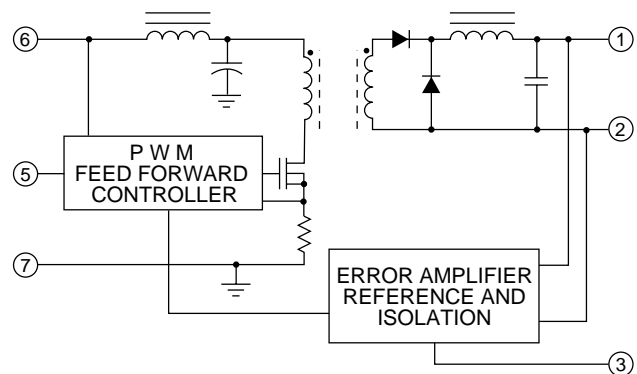 6
1
2
P W M
FEED FORWARD
CONTROLLER
5
7
ERROR AMPLIFIER
REFERENCE AND
ISOLATION
3